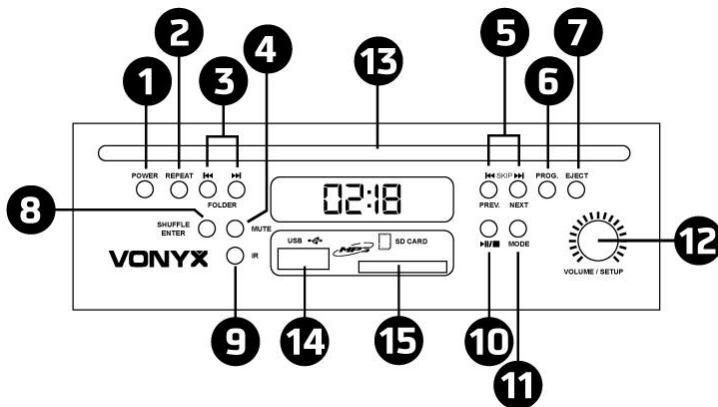 2
4
5
7
1
3
13
6
POWER
REPEAT
FOLDER
SKIP
PROG.
EJECT
PREV.
NEXT
02:18
8
SHUFFLE
ENTER
MUTE
USB
MP3
SD CARD
MODE
12
VONYX
IR
VOLUME / SETUP
9
14
15
10
11